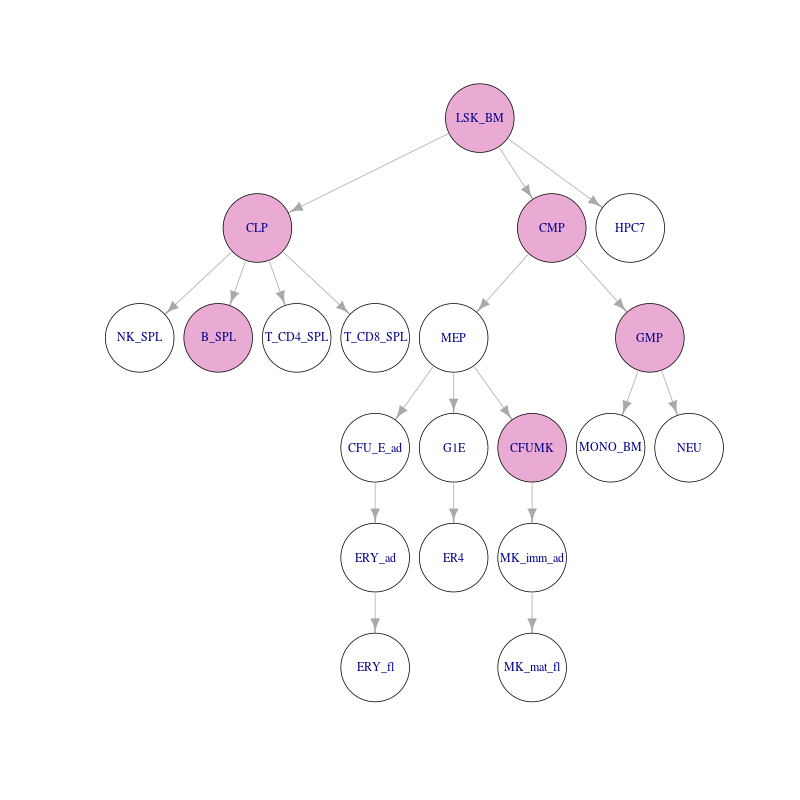 LSK_BM
CLP
CMP
HPC7
NK_SPL
B_SPL
T_CD4_SPL
T_CD8_SPL
MEP
GMP
CFU_E_ad
G1E
CFUMK
MONO_BM
NEU
ERY_ad
ER4
MK_imm_ad
ERY_fl
MK_mat_fl